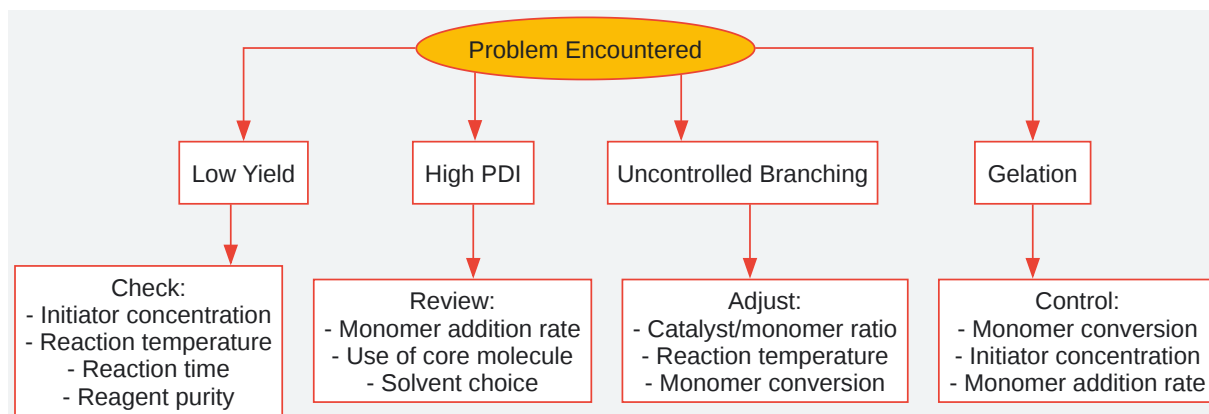 Problem Encountered
Low Yield
High PDI
Uncontrolled Branching
Gelation
Check:
- Initiator concentration
- Reaction temperature
- Reaction time
- Reagent purity
Review:
- Monomer addition rate
- Use of core molecule
- Solvent choice
Adjust:
- Catalyst/monomer ratio
- Reaction temperature
- Monomer conversion
Control:
- Monomer conversion
- Initiator concentration
- Monomer addition rate